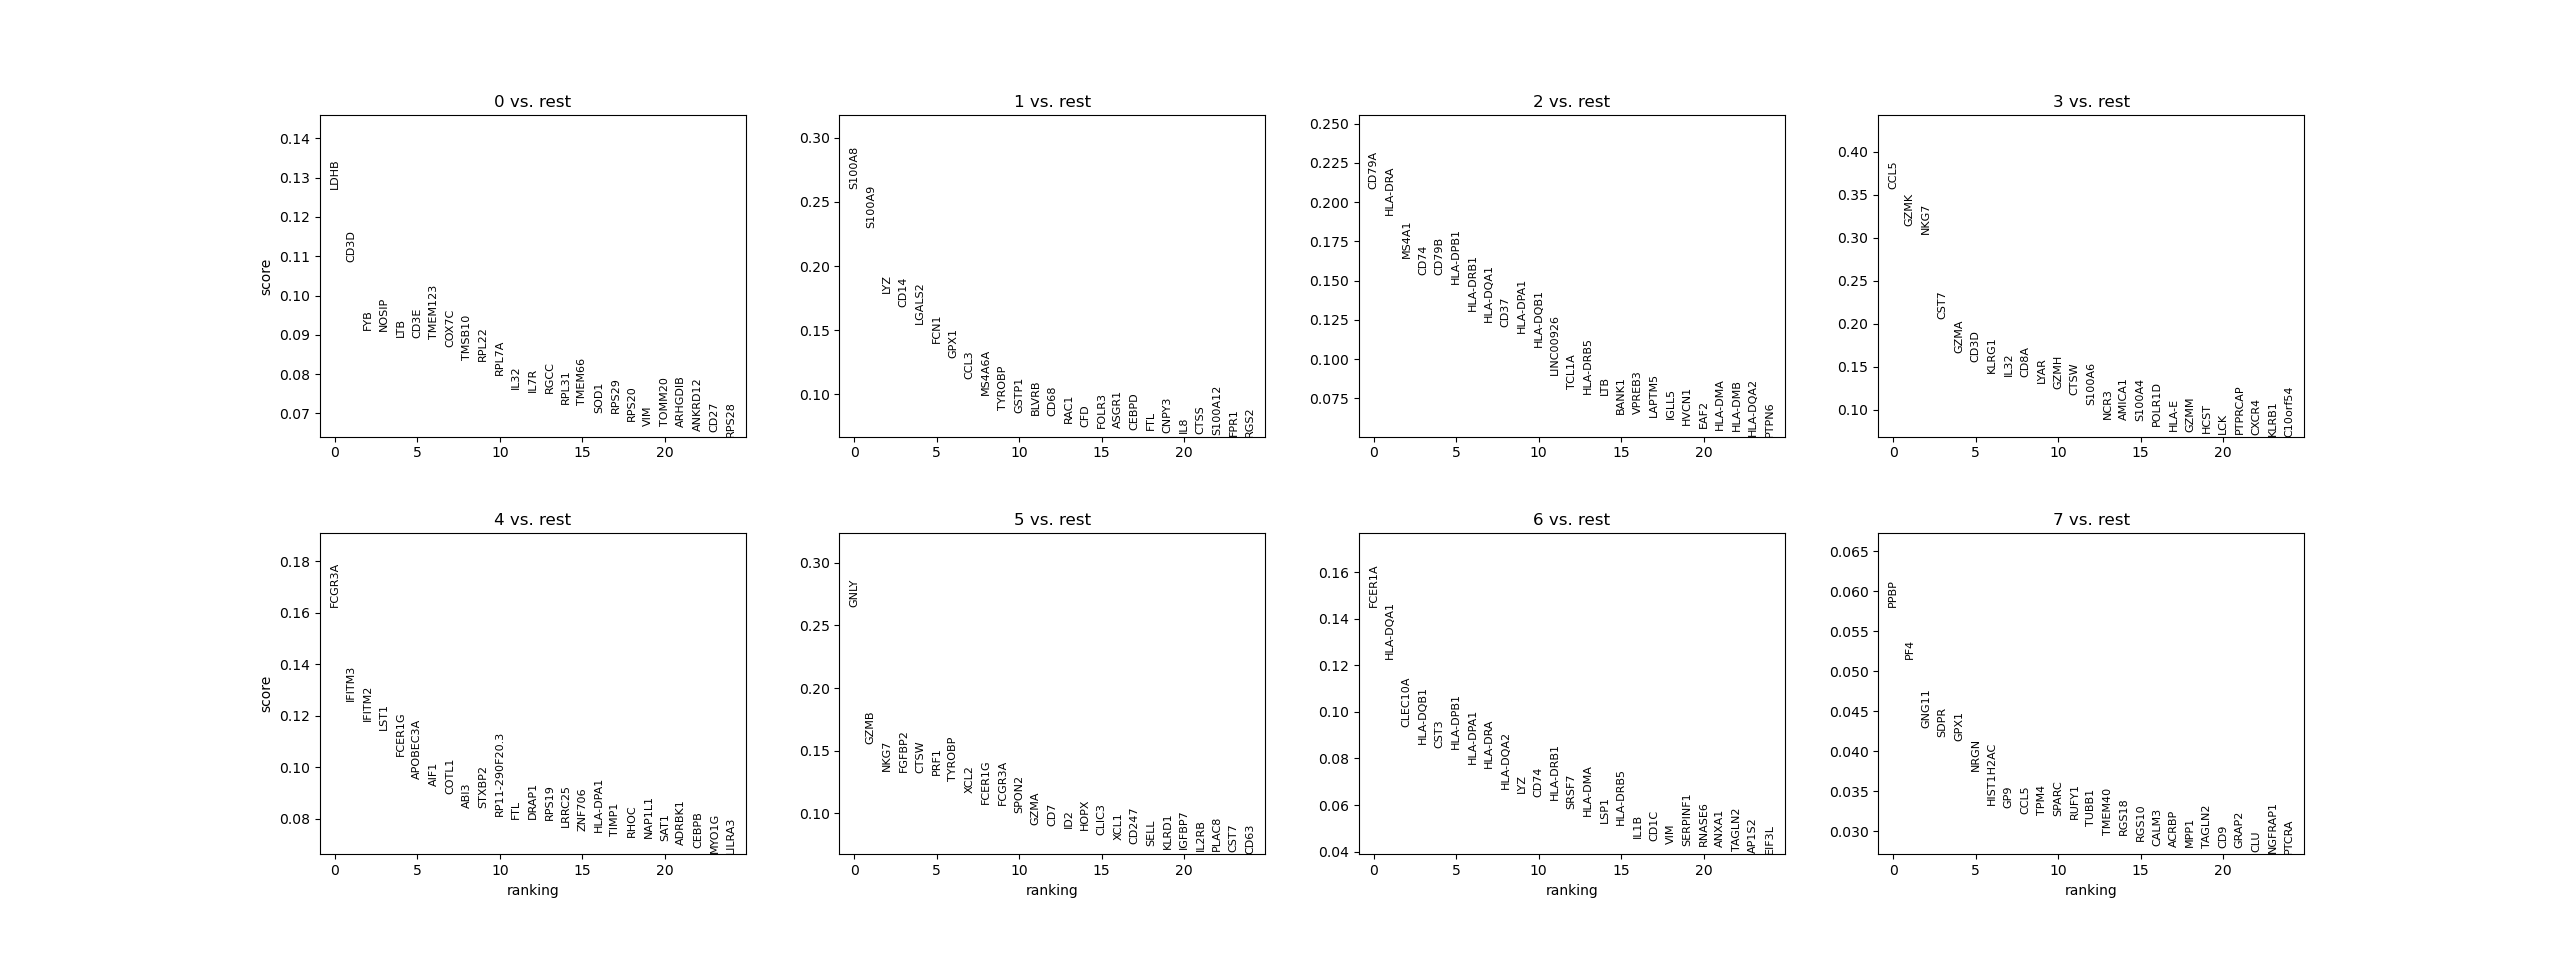 0 vs. rest
score
0.14
0.13
0.12
0.11
0.10
0.09
0.08
0.07
LDHB
CD3D
FYB
NOSIP
LTB
CD3E
TMEM123
COX7C
TMSB10
RPL22
RPL7A
IL32
IL7R
RGCC
RPL31
TMEM66
SOD1
RPS29
RPS20
VIM
TOMM20
ARHGDIB
ANKRD12
CD27
RPS28
0 5 10 15 20
1 vs. rest
0.30
0.25
0.20
0.15
0.10
S100A8
S100A9
LYZ
CD14
LGALS2
FCN1
GPX1
CCL3
MS4A6A
TYROBP
GSTP1
BLVRB
CD68
RAC1
CFD
FOLR3
ASGR1
CEBPD
FTL
CNPY3
IL8
CTSS
S100A12
FPR1
RGS2
0 5 10 15 20
2 vs. rest
0.250
0.225
0.200
0.175
0.150
0.125
0.100
0.075
CD79A
HLA-DRA
MS4A1
CD74
CD79B
HLA-DPB1
HLA-DRB1
HLA-DQA1
CD37
HLA-DPA1
HLA-DQB1
LINC00926
TCL1A
HLA-DRB5
LTB
BANK1
VPREB3
LAPTM5
IGLL5
HVCN1
EAF2
HLA-DMA
HLA-DMB
HLA-DQA2
PTPN6
0 5 10 15 20
3 vs. rest
0.40
0.35
0.30
0.25
0.20
0.15
0.10
CCL5
GZMK
NKG7
CST7
GZMA
CD3D
KLRG1
IL32
CD8A
LYAR
GZMH
CTSW
S100A6
NCR3
AMICA1
S100A4
POLR1D
HLA-E
GZMM
HCST
LCK
PTPRCAP
CXCR4
KLRB1
C10orf54
0 5 10 15 20
4 vs. rest
score
0.18
0.16
0.14
0.12
0.10
0.08
FCGR3A
IFITM3
IFITM2
LST1
FCER1G
APOBEC3A
AIF1
COTL1
ABI3
STXBP2
RP11-290F20.3
FTL
DRAP1
RPS19
LRRC25
ZNF706
HLA-DPA1
TIMP1
RHOC
NAP1L1
SAT1
ADRBK1
CEBPB
MYO1G
LILRA3
0 5 10 15 20
ranking
5 vs. rest
0.30
0.25
0.20
0.15
0.10
GNLY
GZMB
NKG7
FGFBP2
CTSW
PRF1
TYROBP
XCL2
FCER1G
FCGR3A
SPON2
GZMA
CD7
ID2
HOPX
CLIC3
XCL1
CD247
SELL
KLRD1
IGFBP7
IL2RB
PLAC8
CST7
CD63
0 5 10 15 20
ranking
6 vs. rest
0.16
0.14
0.12
0.10
0.08
0.06
0.04
FCER1A
HLA-DQA1
CLEC10A
HLA-DQB1
CST3
HLA-DPB1
HLA-DPA1
HLA-DRA
HLA-DQA2
LYZ
CD74
HLA-DRB1
SRSF7
HLA-DMA
LSP1
HLA-DRB5
IL1B
CD1C
VIM
SERPINF1
RNASE6
ANXA1
TAGLN2
AP1S2
EIF3L
0 5 10 15 20
ranking
7 vs. rest
0.065
0.060
0.055
0.050
0.045
0.040
0.035
0.030
PPBP
PF4
GNG11
SDPR
GPX1
NRGN
HIST1H2AC
GP9
CCL5
TPM4
SPARC
RUFY1
TUBB1
TMEM40
RGS18
RGS10
CALM3
ACRBP
MPP1
TAGLN2
CD9
GRAP2
CLU
NGFRAP1
PTCRA
0 5 10 15 20
ranking